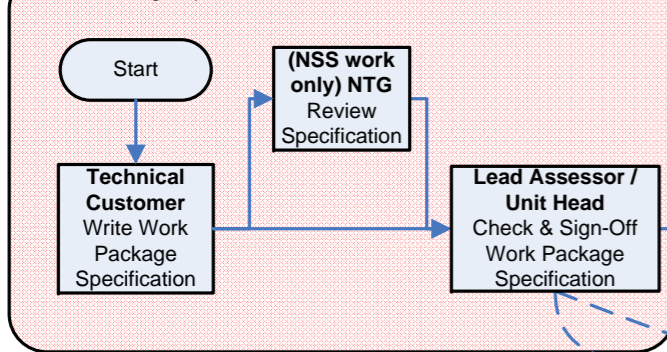 Start
(NSS work
only) NTG
Review
Specification
Technical
Customer
Write Work
Package
Specification
Lead Assessor /
Unit Head
Check & Sign-Off
Work Package
Specification